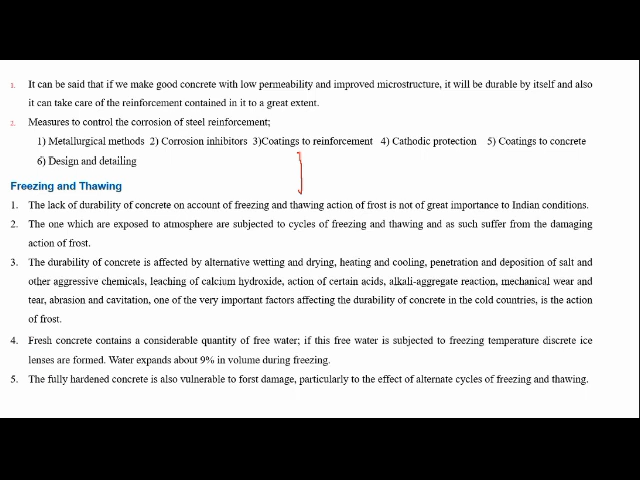 1. It can be said that if we make good concrete with low permeability and improved microstructure, it will be durable by itself and also
it can take care of the reinforcement contained in it to a great extent.
2. Measures to control the corrosion of steel reinforcement;
1) Metallurgical methods 2) Corrosion inhibitors 3)Coatings to reinforcement 4) Cathodic protection 5) Coatings to concrete
6) Design and detailing
Freezing and Thawing
1. The lack of durability of concrete on account of freezing and thawing action of frost is not of great importance to Indian conditions.
2. The one which are exposed to atmosphere are subjected to cycles of freezing and thawing and as such suffer from the damaging
action of frost.
3. The durability of concrete is affected by alternative wetting and drying, heating and cooling, penetration and deposition of salt and
other aggressive chemicals, leaching of calcium hydroxide, action of certain acids, alkali-aggregate reaction, mechanical wear and
tear, abrasion and cavitation, one of the very important factors affecting the durability of concrete in the cold countries, is the action
of frost.
4. Fresh concrete contains a considerable quantity of free water; if this free water is subjected to freezing temperature discrete ice
lenses are formed. Water expands about 9% in volume during freezing.
5. The fully hardened concrete is also vulnerable to forst damage, particularly to the effect of alternate cycles of freezing and thawing.